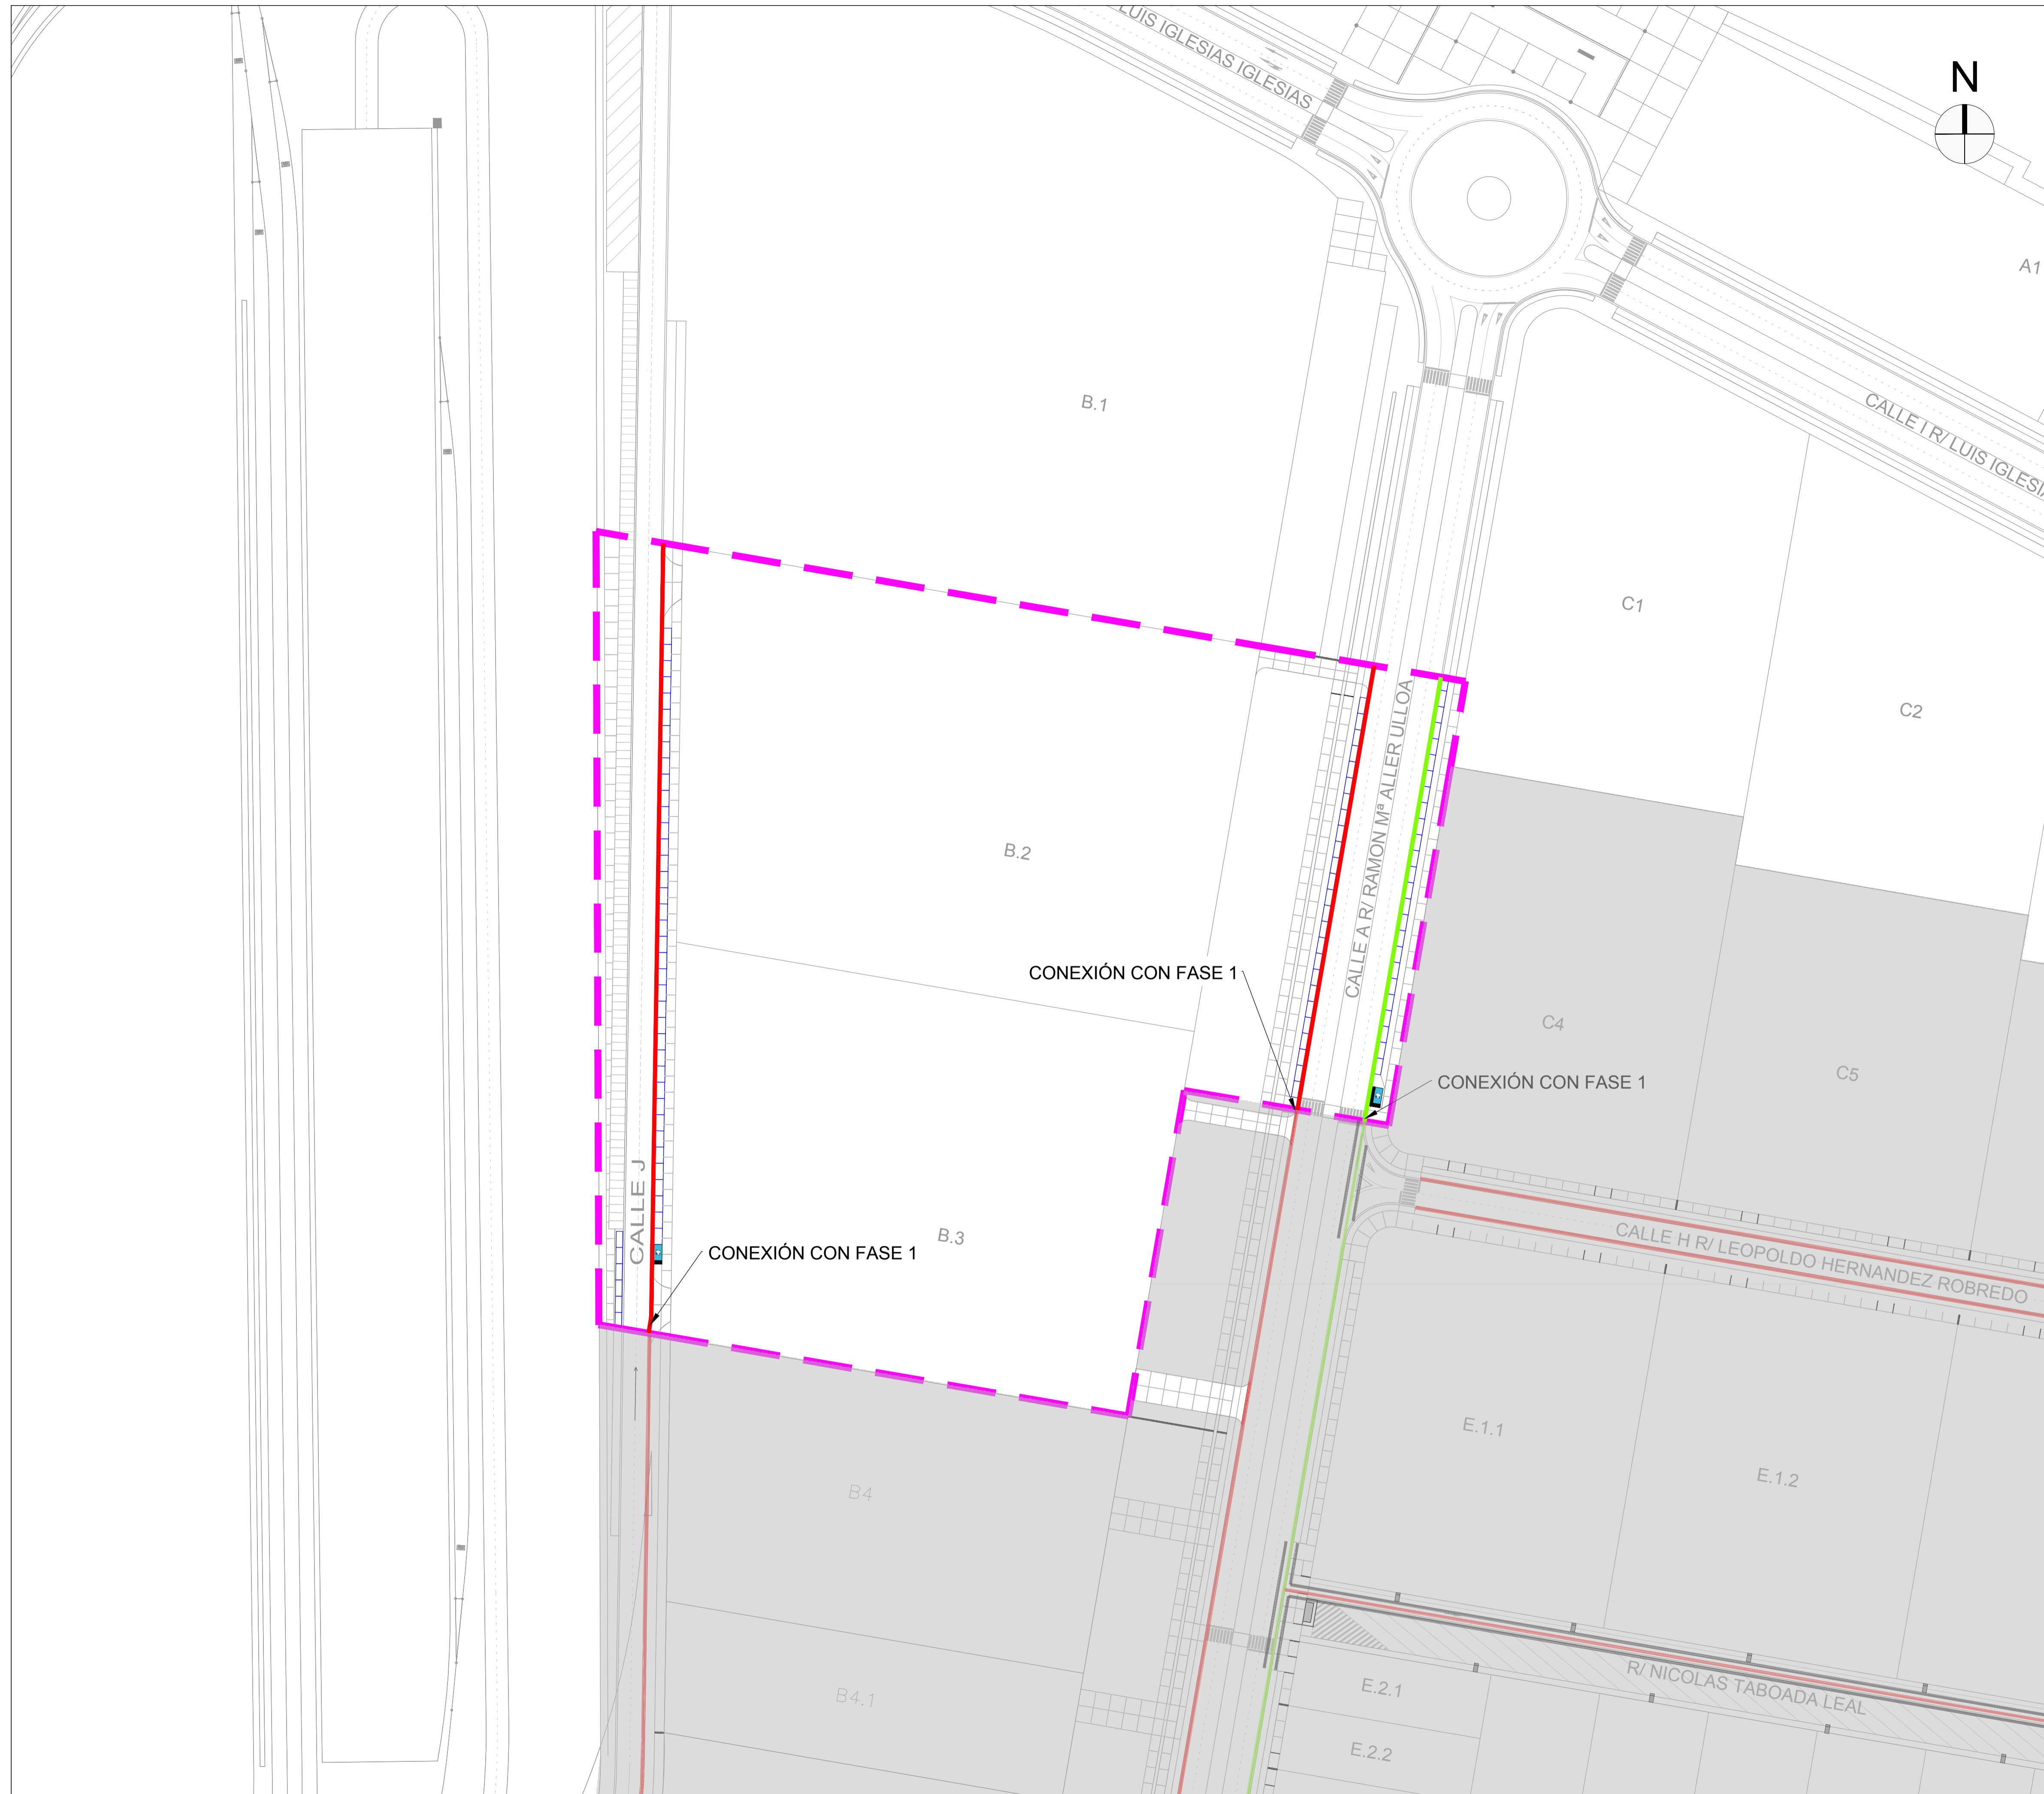 LUIS IGLESIAS IGLESIAS
N
A1
B.1
CALLE I R/ LUIS IGLESIA
C1
C2
CALLE A R/ RAMON Mª ALLER ULLOA
B.2
CONEXIÓN CON FASE 1
C4
C5
CONEXIÓN CON FASE 1
CALLE J
B.3
CONEXIÓN CON FASE 1
CALLE H R/ LEOPOLDO HERNANDEZ ROBREDO
E.1.1
E.1.2
B4
B4.1
R/ NICOLAS TABOADA LEAL
E.2.1
E.2.2